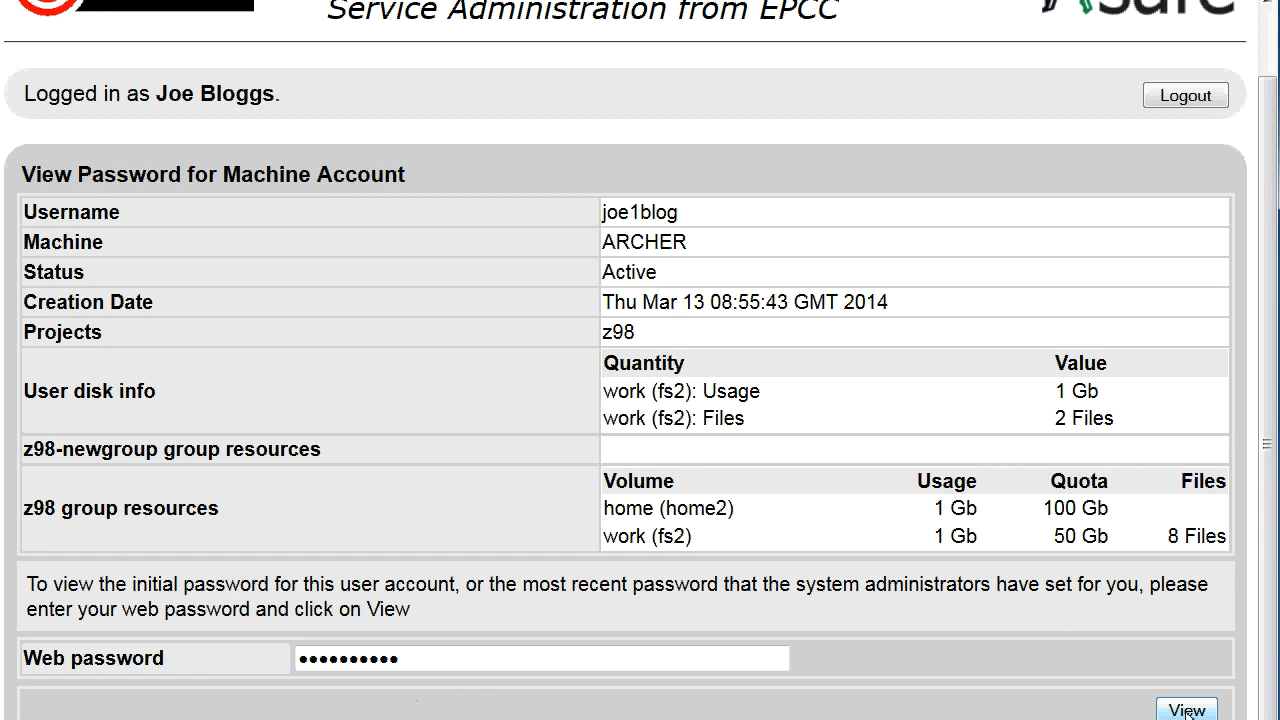 Service Administration from EPCC
Logged in as Joe Bloggs.
Logout
View Password for Machine Account
Username joe1blog
Machine ARCHER
Status Active
Creation Date Thu Mar 13 08:55:43 GMT 2014
Projects z98
Quantity Value
User disk info
work (fs2): Usage 1 Gb
work (fs2): Files 2 Files
z98-newgroup group resources
Volume Usage Quota Files
z98 group resources
home (home2) 1 Gb 100 Gb
work (fs2) 1 Gb 50 Gb 8 Files
To view the initial password for this user account, or the most recent password that the system administrators have set for you, please
enter your web password and click on View
Web password ••••••••••
View